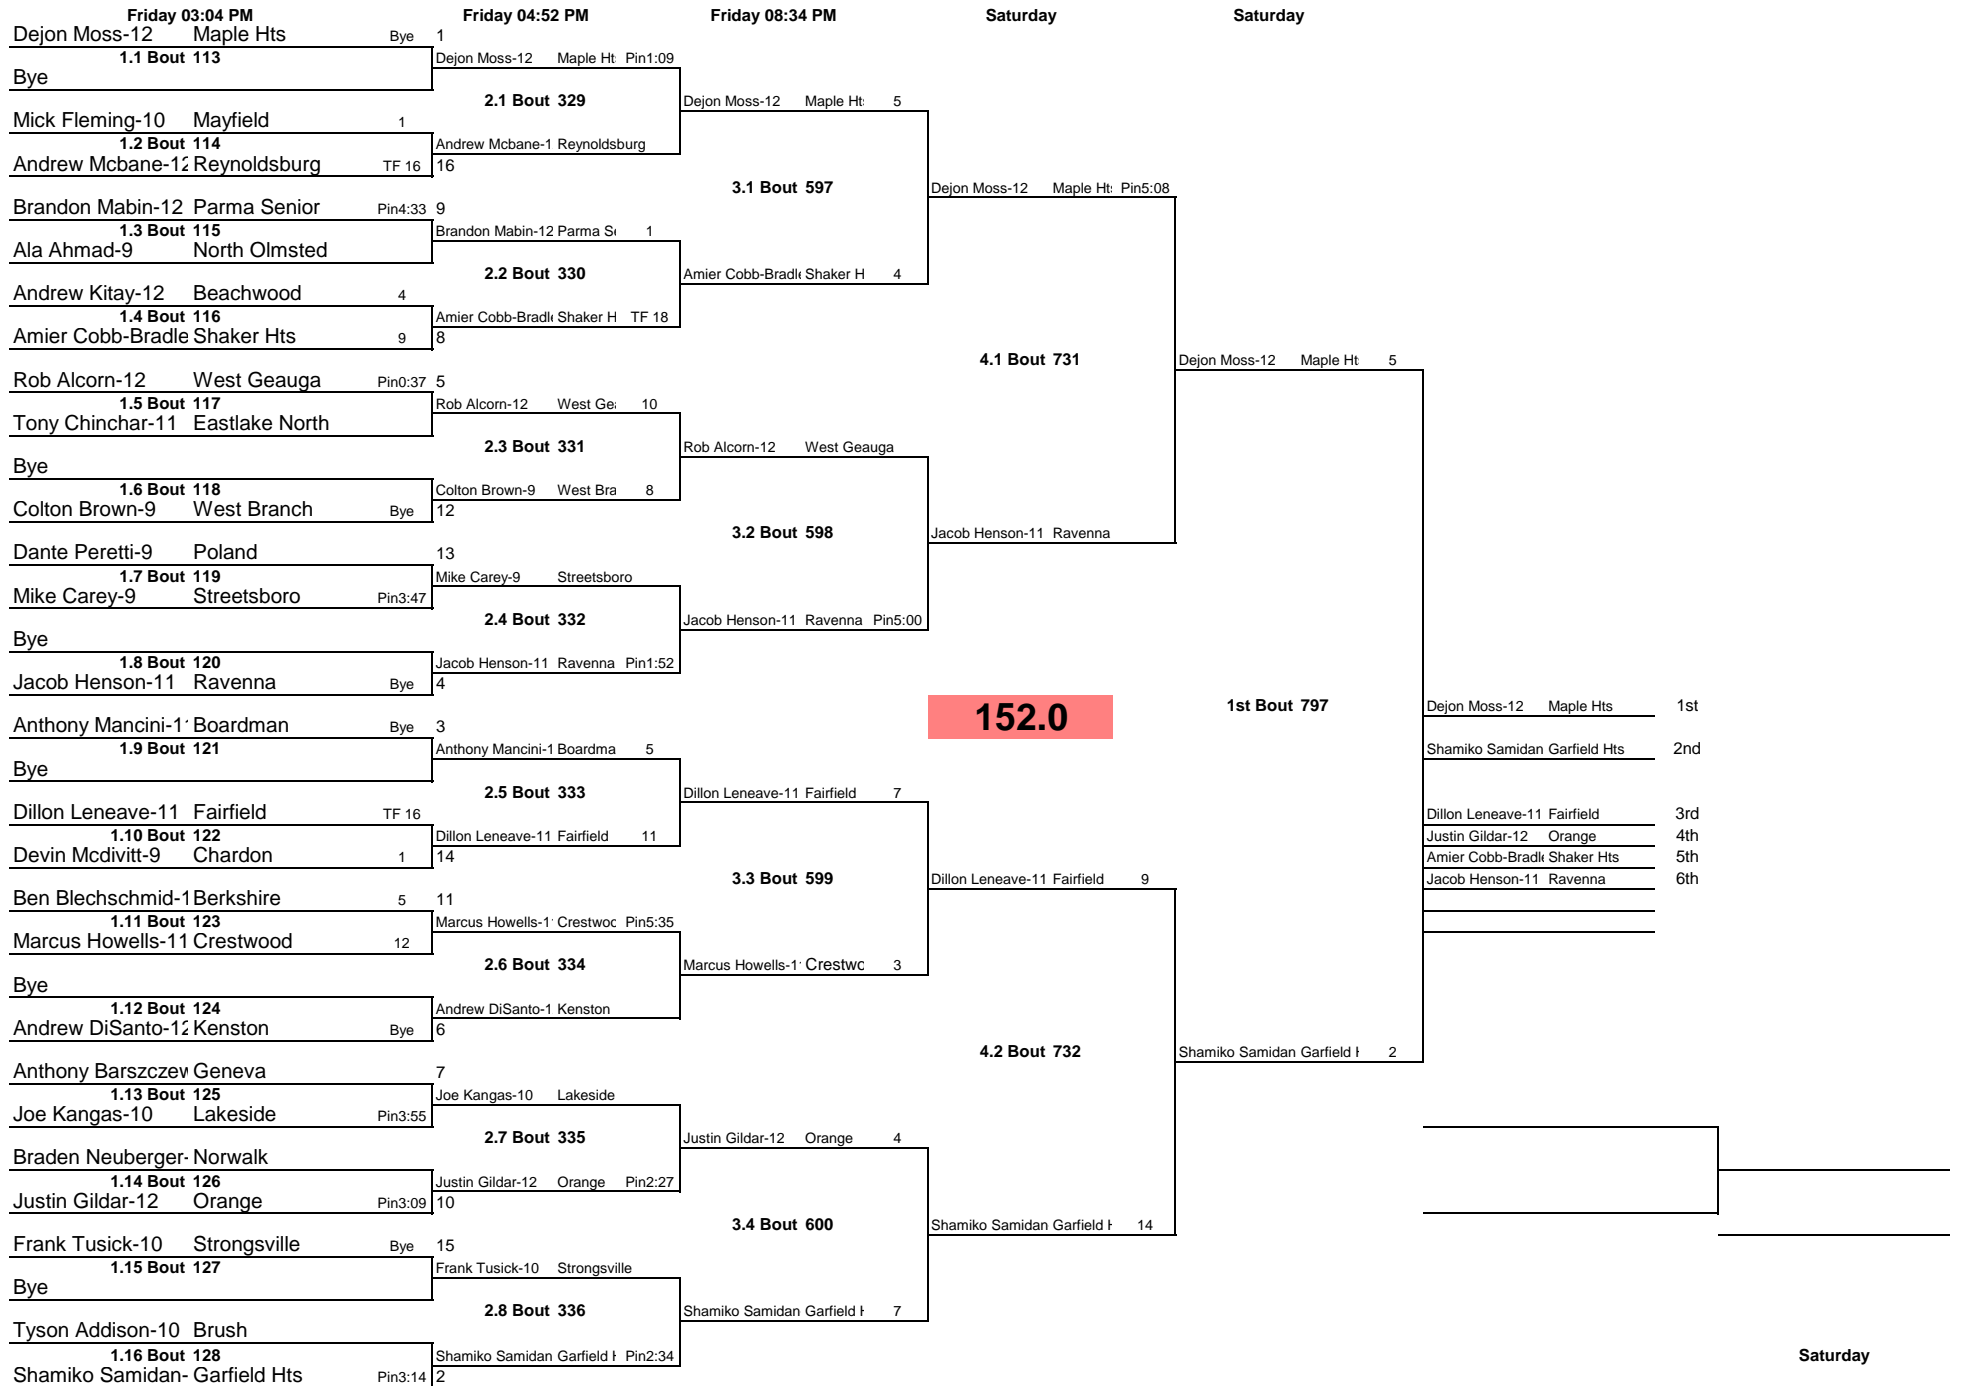 Friday 03:04 PM Friday 04:52 PM Friday 08:34 PM Saturday Saturday
Dejon Moss-12 Maple Hts Bye 1
1.1 Bout 113
Bye
Mick Fleming-10 Mayfield 1
1.2 Bout 114
Andrew Mcbane-12 Reynoldsburg TF 16 16
Brandon Mabin-12 Parma Senior Pin4:33 9
1.3 Bout 115
Ala Ahmad-9 North Olmsted
Andrew Kitay-12 Beachwood 4
1.4 Bout 116
Amier Cobb-Bradle Shaker Hts 9 8
Rob Alcorn-12 West Geauga Pin0:37 5
1.5 Bout 117
Tony Chinchar-11 Eastlake North
Bye
1.6 Bout 118
Colton Brown-9 West Branch Bye 12
Dante Peretti-9 Poland 13
1.7 Bout 119
Mike Carey-9 Streetsboro Pin3:47
Bye
1.8 Bout 120
Jacob Henson-11 Ravenna Bye 4
Anthony Mancini-1 Boardman Bye 3
1.9 Bout 121
Bye
Dillon Leneave-11 Fairfield TF 16
1.10 Bout 122
Devin Mcdivitt-9 Chardon 1 14
Ben Blechschmid-1 Berkshire 5 11
1.11 Bout 123
Marcus Howells-11 Crestwood 12
Bye
1.12 Bout 124
Andrew DiSanto-12 Kenston Bye 6
Anthony Barszczew Geneva 7
1.13 Bout 125
Joe Kangas-10 Lakeside Pin3:55
Braden Neuberger- Norwalk
1.14 Bout 126
Justin Gildar-12 Orange Pin3:09 10
Frank Tusick-10 Strongsville Bye 15
1.15 Bout 127
Bye
Tyson Addison-10 Brush
1.16 Bout 128
Shamiko Samidan- Garfield Hts Pin3:14 2
Dejon Moss-12 Maple Ht Pin1:09
2.1 Bout 329
Andrew Mcbane-1 Reynoldsburg
Brandon Mabin-12 Parma Se 1
2.2 Bout 330
Amier Cobb-Bradle Shaker H TF 18
Rob Alcorn-12 West Gea 10
2.3 Bout 331
Colton Brown-9 West Bra 8
Mike Carey-9 Streetsboro
2.4 Bout 332
Jacob Henson-11 Ravenna Pin1:52
Anthony Mancini-1 Boardma 5
2.5 Bout 333
Dillon Leneave-11 Fairfield 11
Marcus Howells-1 Crestwoo Pin5:35
2.6 Bout 334
Andrew DiSanto-1 Kenston
Joe Kangas-10 Lakeside
2.7 Bout 335
Justin Gildar-12 Orange Pin2:27
Frank Tusick-10 Strongsville
2.8 Bout 336
Shamiko Samidan Garfield H Pin2:34
Dejon Moss-12 Maple Ht 5
3.1 Bout 597
Amier Cobb-Bradle Shaker H 4
Rob Alcorn-12 West Geauga
3.2 Bout 598
Jacob Henson-11 Ravenna Pin5:00
Dillon Leneave-11 Fairfield 7
3.3 Bout 599
Marcus Howells-1 Crestwo 3
Justin Gildar-12 Orange 4
3.4 Bout 600
Shamiko Samidan Garfield H 7
Dejon Moss-12 Maple Ht Pin5:08
4.1 Bout 731
Jacob Henson-11 Ravenna
152.0
Dillon Leneave-11 Fairfield 9
4.2 Bout 732
Shamiko Samidan Garfield H 14
Dejon Moss-12 Maple Ht 5
1st Bout 797
Shamiko Samidan Garfield H 2
Dejon Moss-12 Maple Hts 1st
Shamiko Samidan Garfield Hts 2nd
Dillon Leneave-11 Fairfield 3rd
Justin Gildar-12 Orange 4th
Amier Cobb-Bradle Shaker Hts 5th
Jacob Henson-11 Ravenna 6th
Saturday